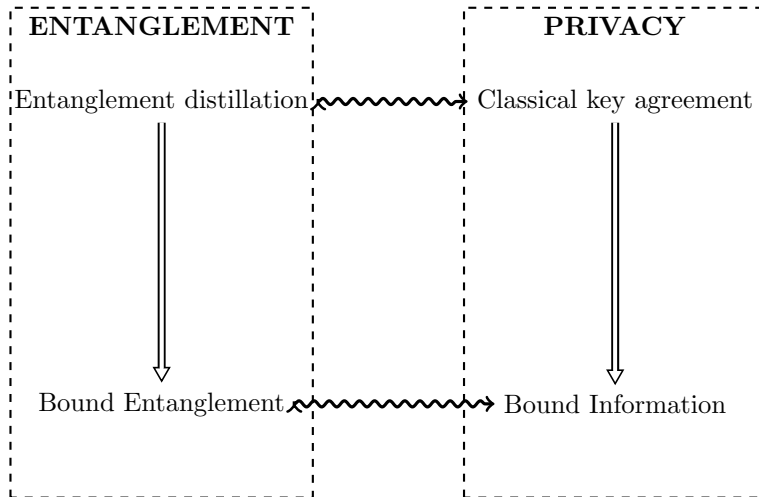 ENTANGLEMENT PRIVACY
Entanglement distillation Classical key agreement
Bound Entanglement Bound Information